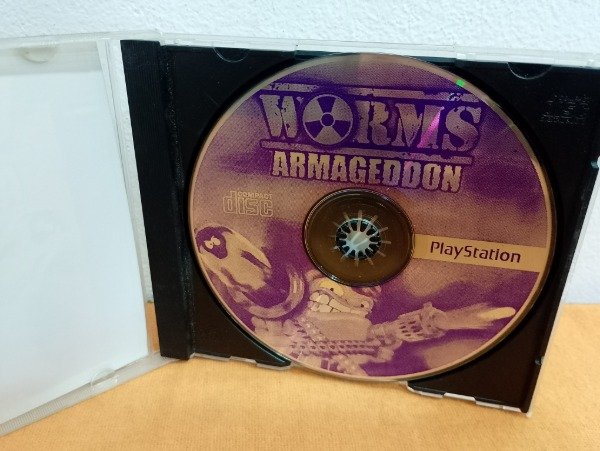 WORMS
ARMAGEDDON
COMPACT
disc
PlayStation